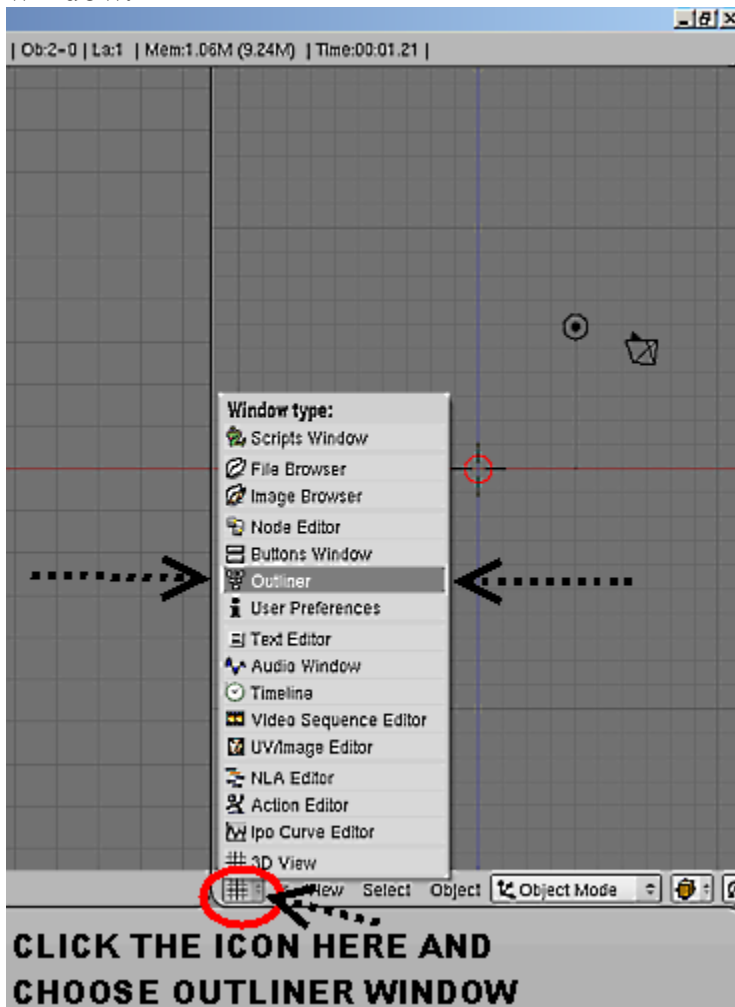 | Ob:2-0 | La:1 | Mem:1.06M (9.24M) | Time:00:01.21 |
Window type:
Scripts Window
File Browser
Image Browser
Node Editor
Buttons Window
Outliner
User Preferences
Text Editor
Audio Window
Timeline
Video Sequence Editor
UV/Image Editor
NLA Editor
Action Editor
Ipo Curve Editor
3D View
View Select Object Object Mode
CLICK THE ICON HERE AND
CHOOSE OUTLINER WINDOW